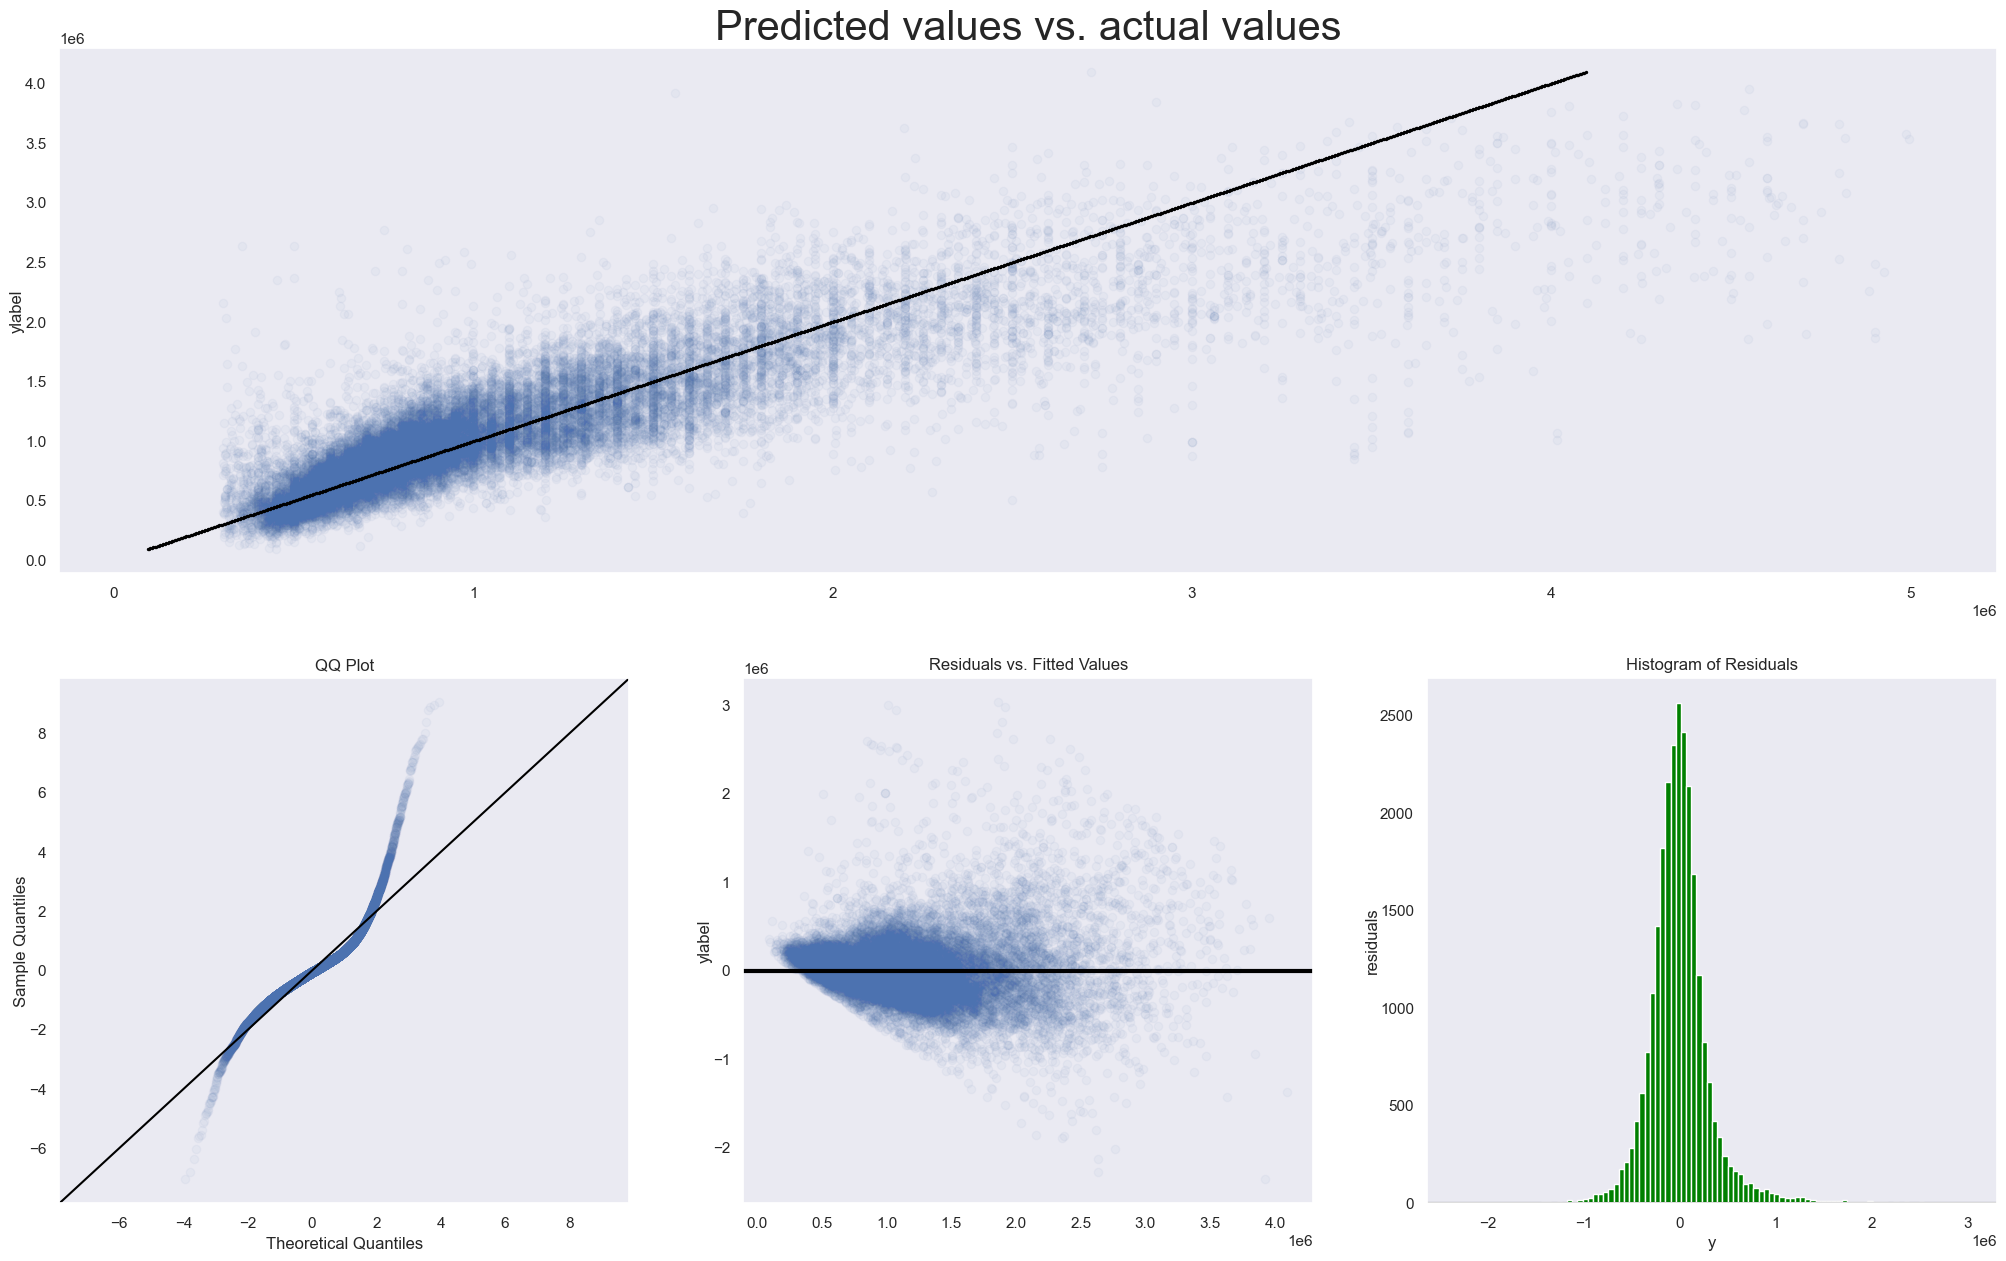 Predicted values vs. actual values
1e6
4.0
3.5
3.0
2.5
2.0
1.5
1.0
0.5
0.0
ylabel
0 1 2 3 4 5
1e6
QQ Plot
8
6
4
2
0
−2
−4
−6
Sample Quantiles
−6 −4 −2 0 2 4 6 8
Theoretical Quantiles
Residuals vs. Fitted Values
1e6
3
2
1
0
−1
−2
ylabel
0.0 0.5 1.0 1.5 2.0 2.5 3.0 3.5 4.0
1e6
Histogram of Residuals
2500
2000
1500
1000
500
0
residuals
−2 −1 0 1 2 3
1e6
y